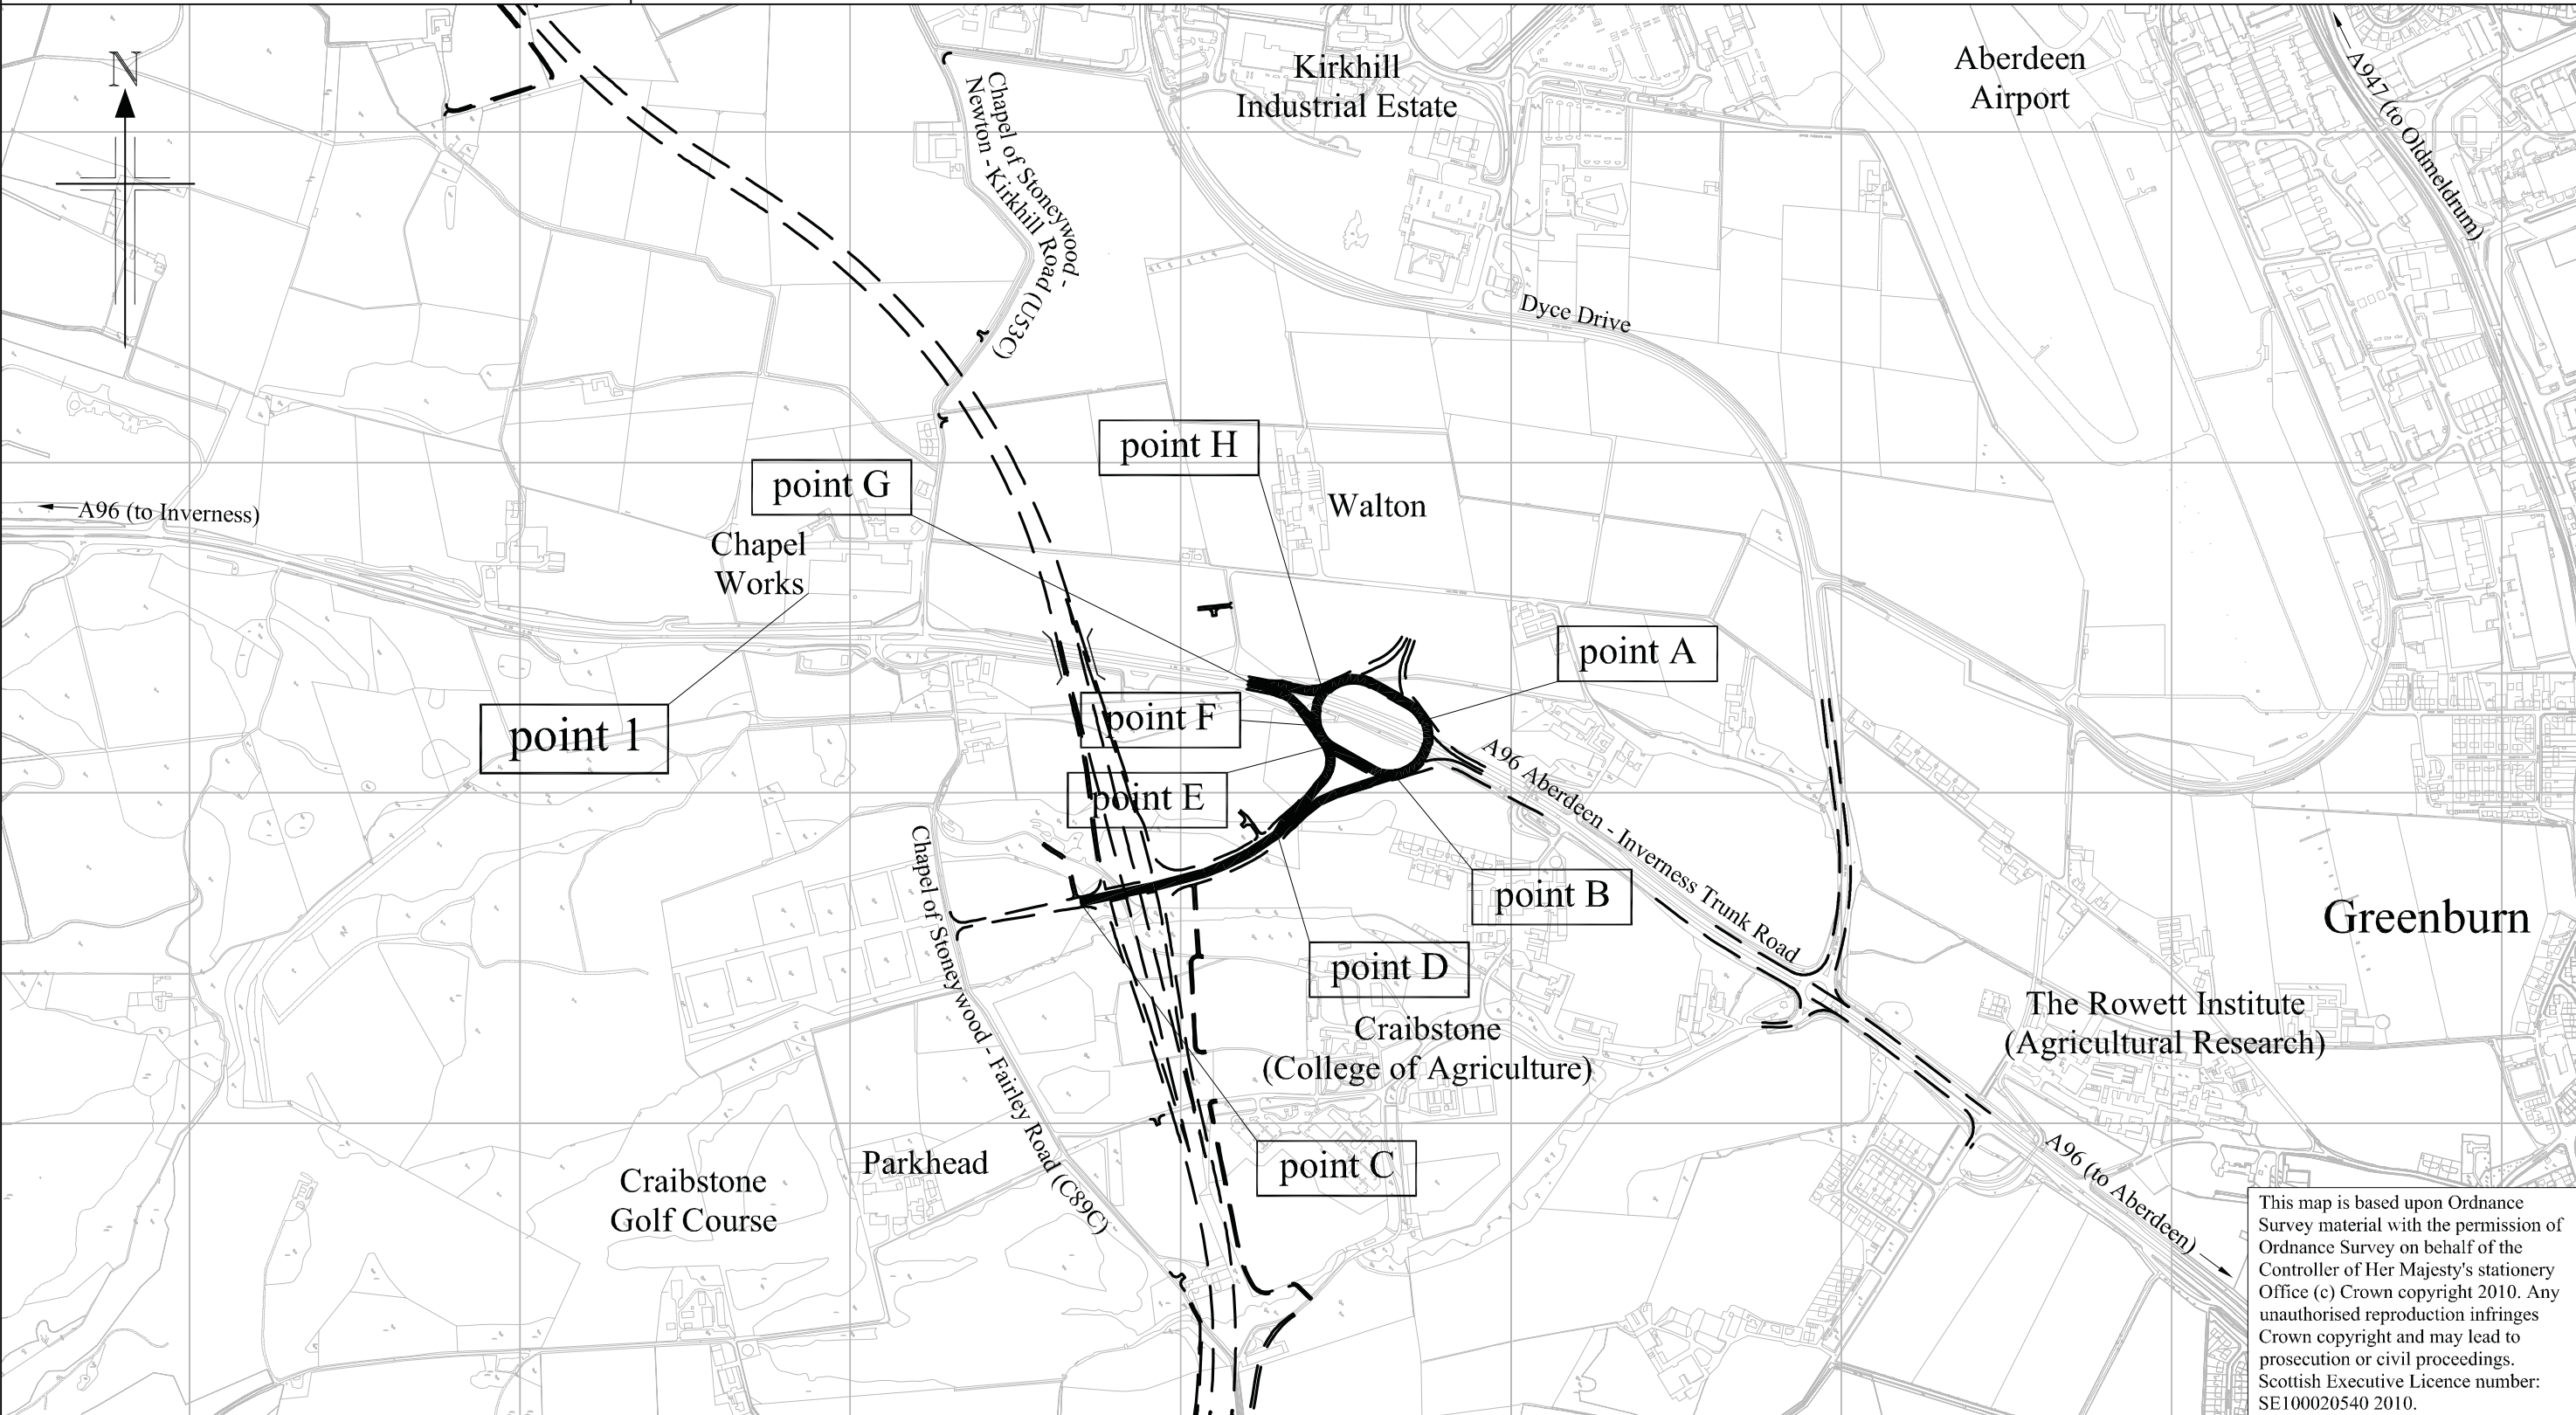 N
Kirkhill
Industrial Estate
Aberdeen
Airport
A947 (to Oldmeldrum)
Chapel of Stoneywood -
Newton - Kirkhill Road (U53C)
Dyce Drive
point H
point G
Walton
A96 (to Inverness)
Chapel
Works
point A
point F
point 1
point E
A96 Aberdeen - Inverness Trunk Road
Chapel of Stoneywood - Fairley Road (C89C)
point B
Greenburn
point D
The Rowett Institute
(Agricultural Research)
Craibstone
(College of Agriculture)
Parkhead
point C
Craibstone
Golf Course
A96 (to Aberdeen)
This map is based upon Ordnance
Survey material with the permission of
Ordnance Survey on behalf of the
Controller of Her Majesty's stationery
Office (c) Crown copyright 2010. Any
unauthorised reproduction infringes
Crown copyright and may lead to
prosecution or civil proceedings.
Scottish Executive Licence number:
SE100020540 2010.